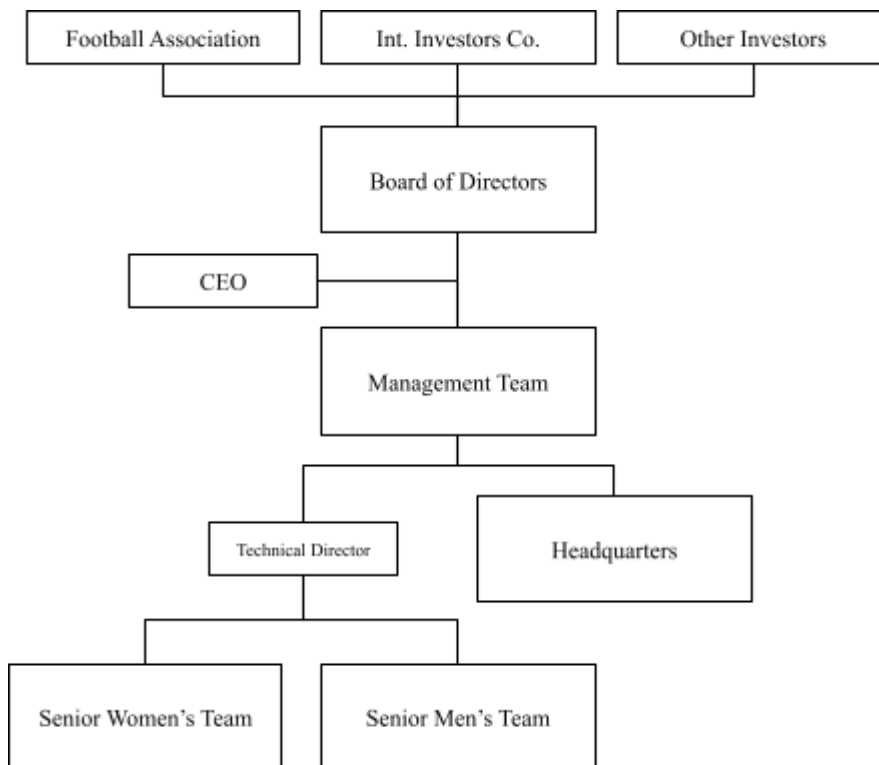 Football Association
Int. Investors Co.
Other Investors
Board of Directors
CEO
Management Team
Technical Director
Headquarters
Senior Women’s Team
Senior Men’s Team